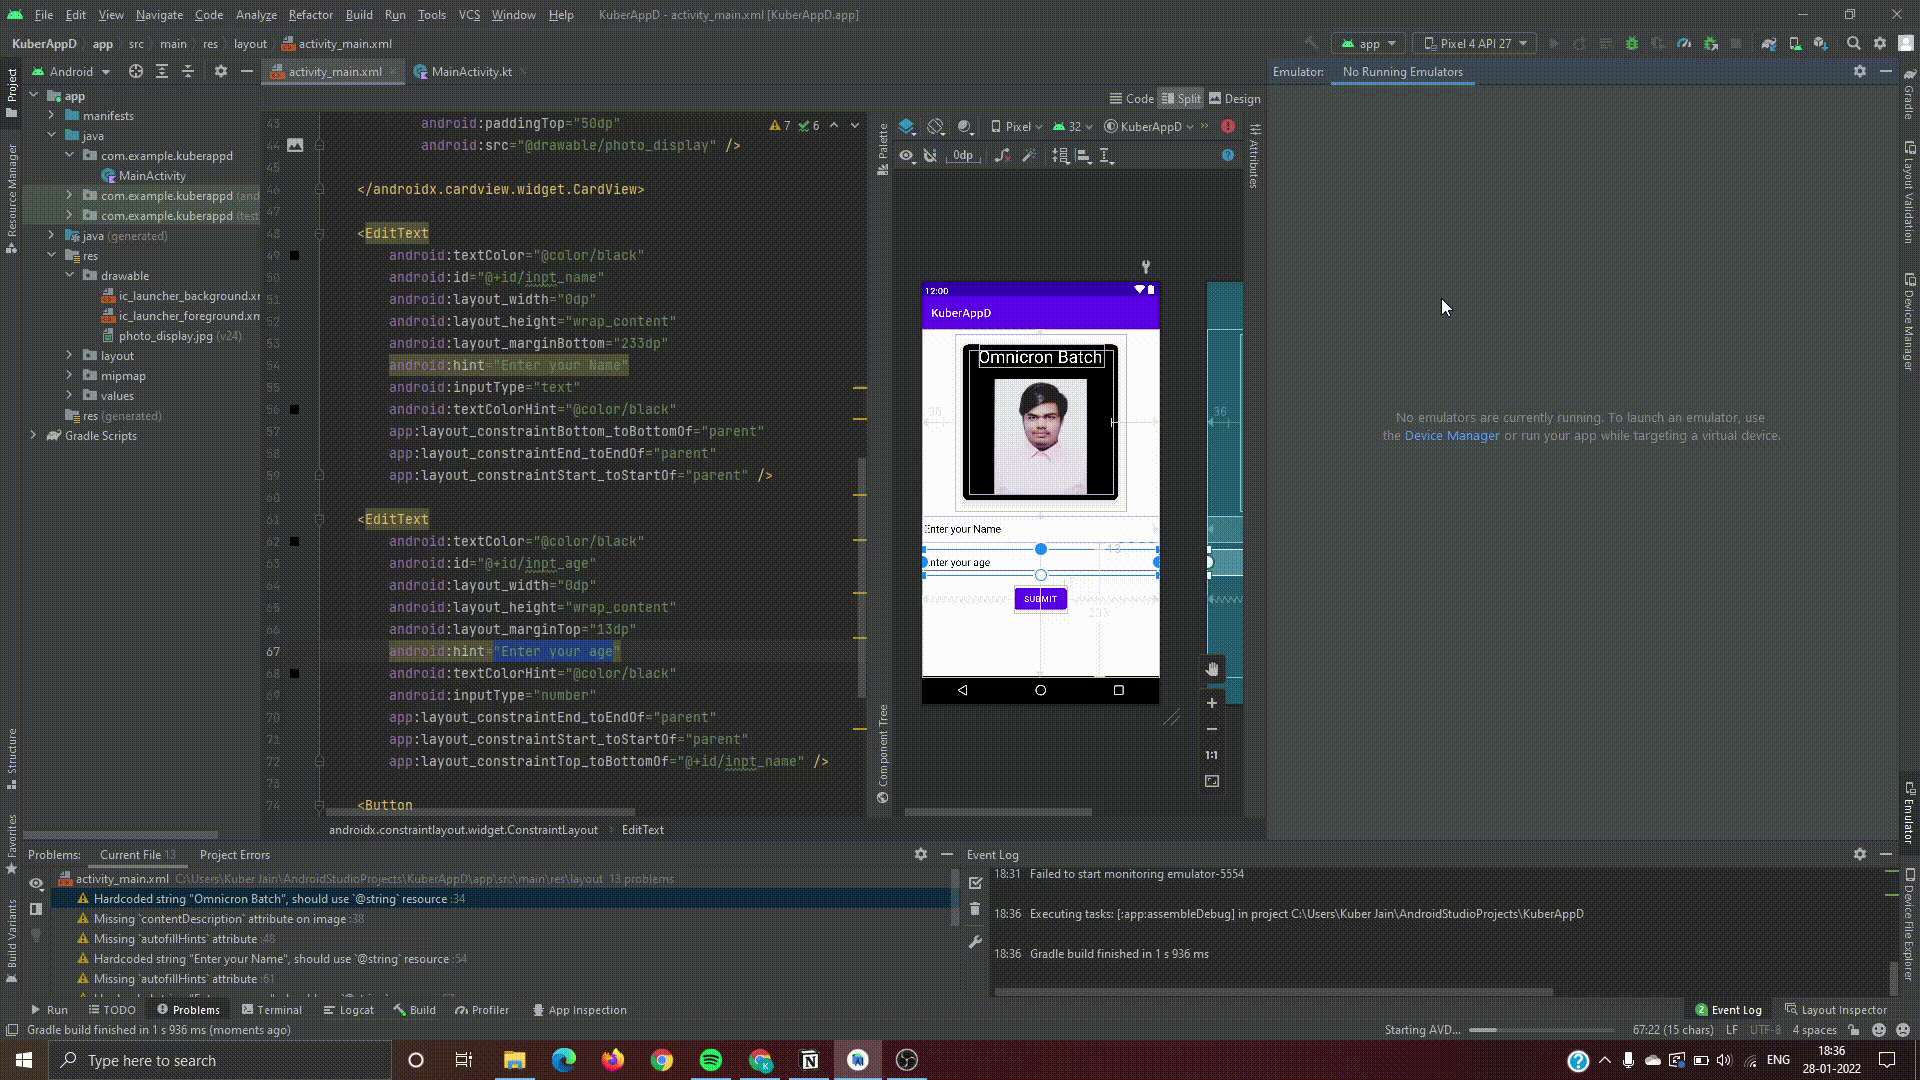 File Edit View Navigate Code Analyze Refactor Build Run Tools VCS Window Help KuberAppD - activity_main.xml [KuberAppD.app]
KuberAppD app src main res layout activity_main.xml
app Pixel 4 API 27
Project
Resource Manager
Structure
Favorites
Build Variants
Android
app
manifests
java
com.example.kuberappd
MainActivity
com.example.kuberappd (and
com.example.kuberappd (test
java (generated)
res
drawable
ic_launcher_background.xm
ic_launcher_foreground.xm
photo_display.jpg (v24)
layout
mipmap
values
res (generated)
Gradle Scripts
activity_main.xml MainActivity.kt
Code Split Design
7 6
43 android:paddingTop="50dp"
44 android:src="@drawable/photo_display" />
45
46 </androidx.cardview.widget.CardView>
47
48 <EditText
49 android:textColor="@color/black"
50 android:id="@+id/inpt_name"
51 android:layout_width="0dp"
52 android:layout_height="wrap_content"
53 android:layout_marginBottom="233dp"
54 android:hint="Enter your Name"
55 android:inputType="text"
56 android:textColorHint="@color/black"
57 app:layout_constraintBottom_toBottomOf="parent"
58 app:layout_constraintEnd_toEndOf="parent"
59 app:layout_constraintStart_toStartOf="parent" />
60
61 <EditText
62 android:textColor="@color/black"
63 android:id="@+id/inpt_age"
64 android:layout_width="0dp"
65 android:layout_height="wrap_content"
66 android:layout_marginTop="13dp"
67 android:hint="Enter your age"
68 android:textColorHint="@color/black"
69 android:inputType="number"
70 app:layout_constraintEnd_toEndOf="parent"
71 app:layout_constraintStart_toStartOf="parent"
72 app:layout_constraintTop_toBottomOf="@+id/inpt_name" />
73
74 <Button
androidx.constraintlayout.widget.ConstraintLayout EditText
Palette
Component Tree
Pixel 32 KuberAppD
0dp
Attributes
12:00
KuberAppD
Omnicron Batch
36
36
Enter your Name
13
nter your age
SUBMIT
233
1:1
Emulator: No Running Emulators
No emulators are currently running. To launch an emulator, use
the Device Manager or run your app while targeting a virtual device.
Gradle
Layout Validation
Device Manager
Emulator
Device File Explorer
Problems: Current File 13 Project Errors
activity_main.xml C:\Users\Kuber Jain\AndroidStudioProjects\KuberAppD\app\src\main\res\layout 13 problems
Hardcoded string "Omnicron Batch", should use `@string` resource :34
Missing `contentDescription` attribute on image :38
Missing `autofillHints` attribute :48
Hardcoded string "Enter your Name", should use `@string` resource :54
Missing `autofillHints` attribute :61
Event Log
18:31 Failed to start monitoring emulator-5554
18:36 Executing tasks: [:app:assembleDebug] in project C:\Users\Kuber Jain\AndroidStudioProjects\KuberAppD
18:36 Gradle build finished in 1 s 936 ms
Run TODO Problems Terminal Logcat Build Profiler App Inspection 2 Event Log Layout Inspector
Gradle build finished in 1 s 936 ms (moments ago) Starting AVD... 67:22 (15 chars) LF UTF-8 4 spaces
Type here to search
ENG
18:36
28-01-2022